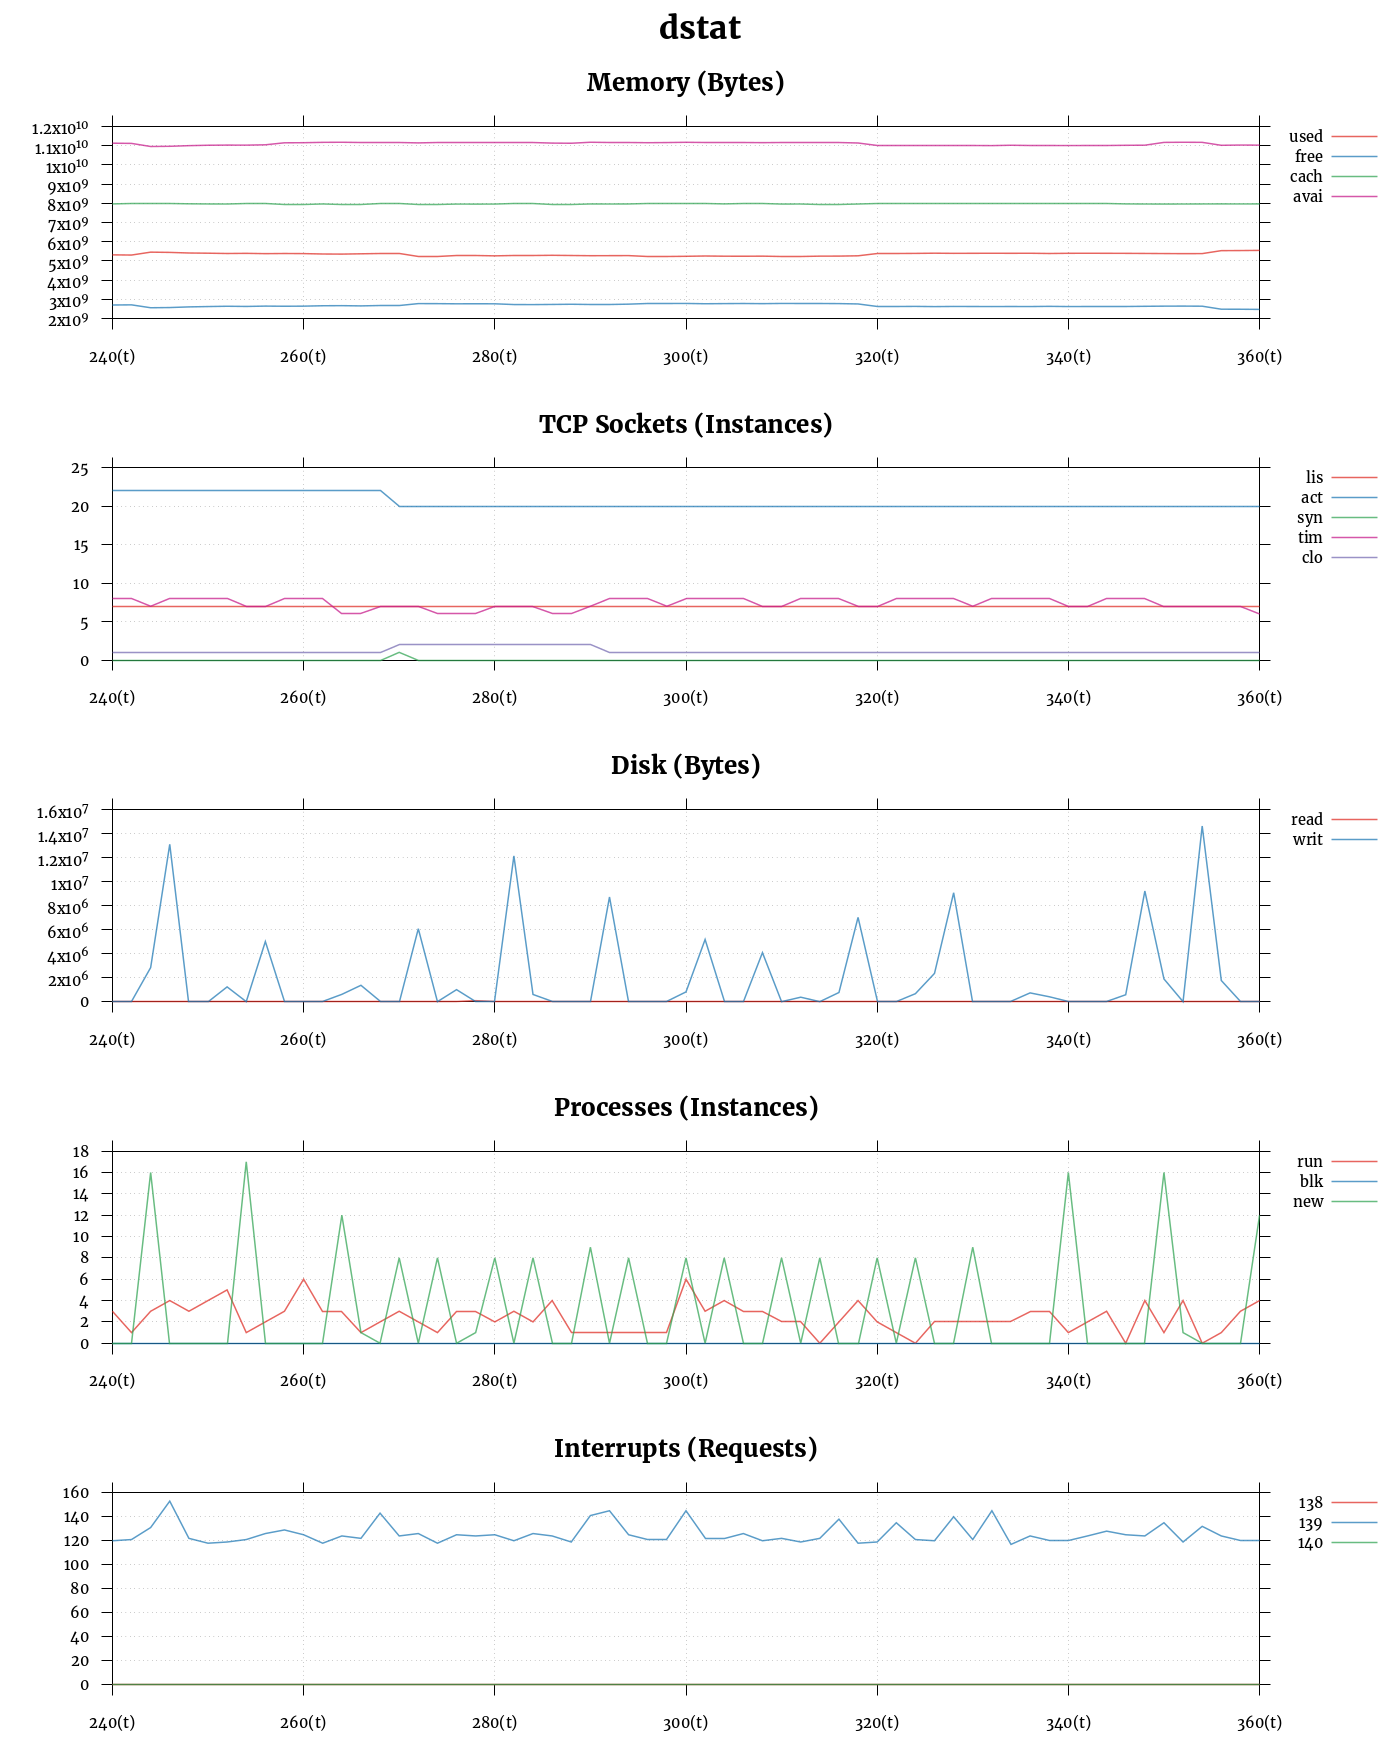 dstat
Memory (Bytes)
1.2x10¹⁰
1.1x10¹⁰
1x10¹⁰
9x10⁹
8x10⁹
7x10⁹
6x10⁹
5x10⁹
4x10⁹
3x10⁹
2x10⁹
used
free
cach
avai
240(t) 260(t) 280(t) 300(t) 320(t) 340(t) 360(t)
TCP Sockets (Instances)
25
20
15
10
5
0
lis
act
syn
tim
clo
240(t) 260(t) 280(t) 300(t) 320(t) 340(t) 360(t)
Disk (Bytes)
1.6x10⁷
1.4x10⁷
1.2x10⁷
1x10⁷
8x10⁶
6x10⁶
4x10⁶
2x10⁶
0
read
writ
240(t) 260(t) 280(t) 300(t) 320(t) 340(t) 360(t)
Processes (Instances)
18
16
14
12
10
8
6
4
2
0
run
blk
new
240(t) 260(t) 280(t) 300(t) 320(t) 340(t) 360(t)
Interrupts (Requests)
160
140
120
100
80
60
40
20
0
138
139
140
240(t) 260(t) 280(t) 300(t) 320(t) 340(t) 360(t)